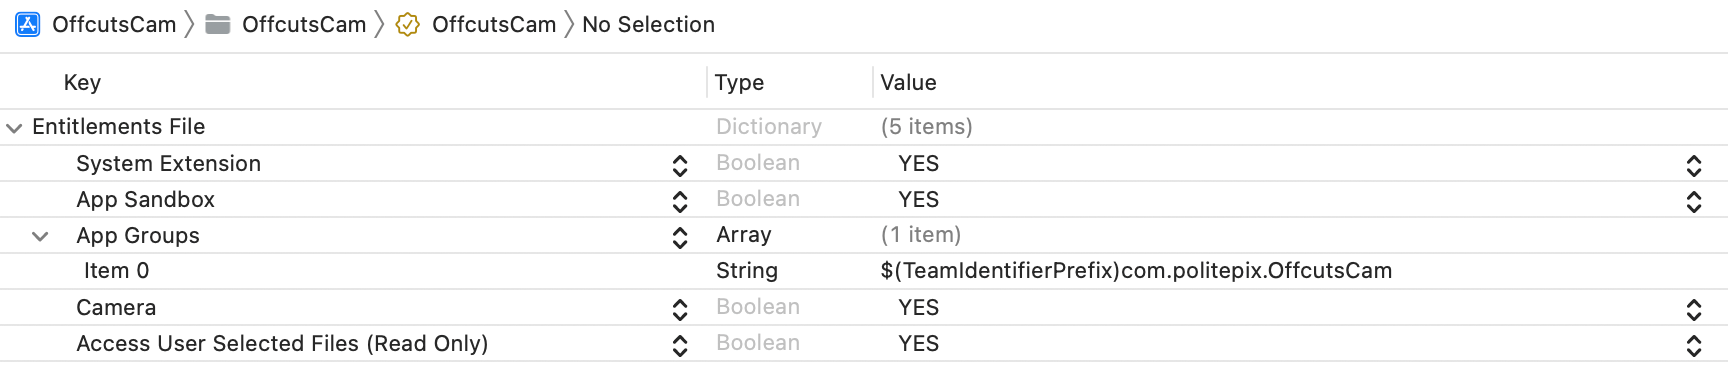 OffcutsCam OffcutsCam OffcutsCam No Selection
Key Type Value
Entitlements File Dictionary (5 items)
System Extension Boolean YES
App Sandbox Boolean YES
App Groups Array (1 item)
Item 0 String $(TeamIdentifierPrefix)com.politepix.OffcutsCam
Camera Boolean YES
Access User Selected Files (Read Only) Boolean YES